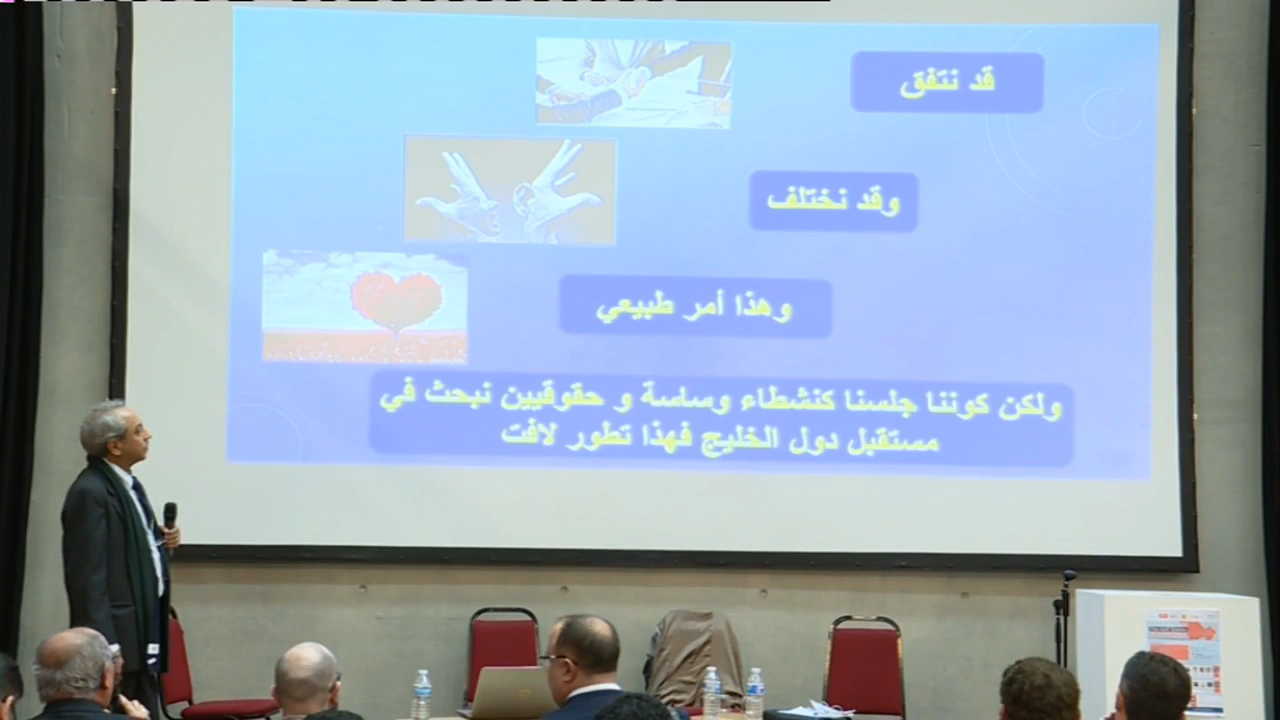 قد نتفق
وقد نختلف
وهذا أمر طبيعي
ولكن كوننا جلسنا كنشطاء وساسة و حقوقيين نبحث في
مستقبل دول الخليج فهذا تطور لافت